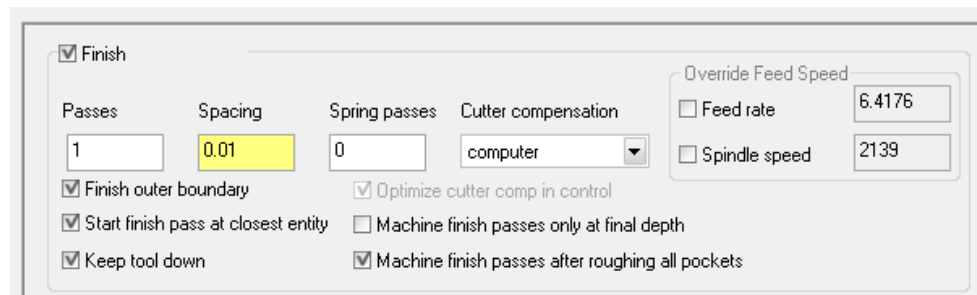 Finish
Override Feed Speed
Passes Spacing Spring passes Cutter compensation Feed rate 6.4176
1 0.01 0 computer Spindle speed 2139
Finish outer boundary Optimize cutter comp in control
Start finish pass at closest entity Machine finish passes only at final depth
Keep tool down Machine finish passes after roughing all pockets